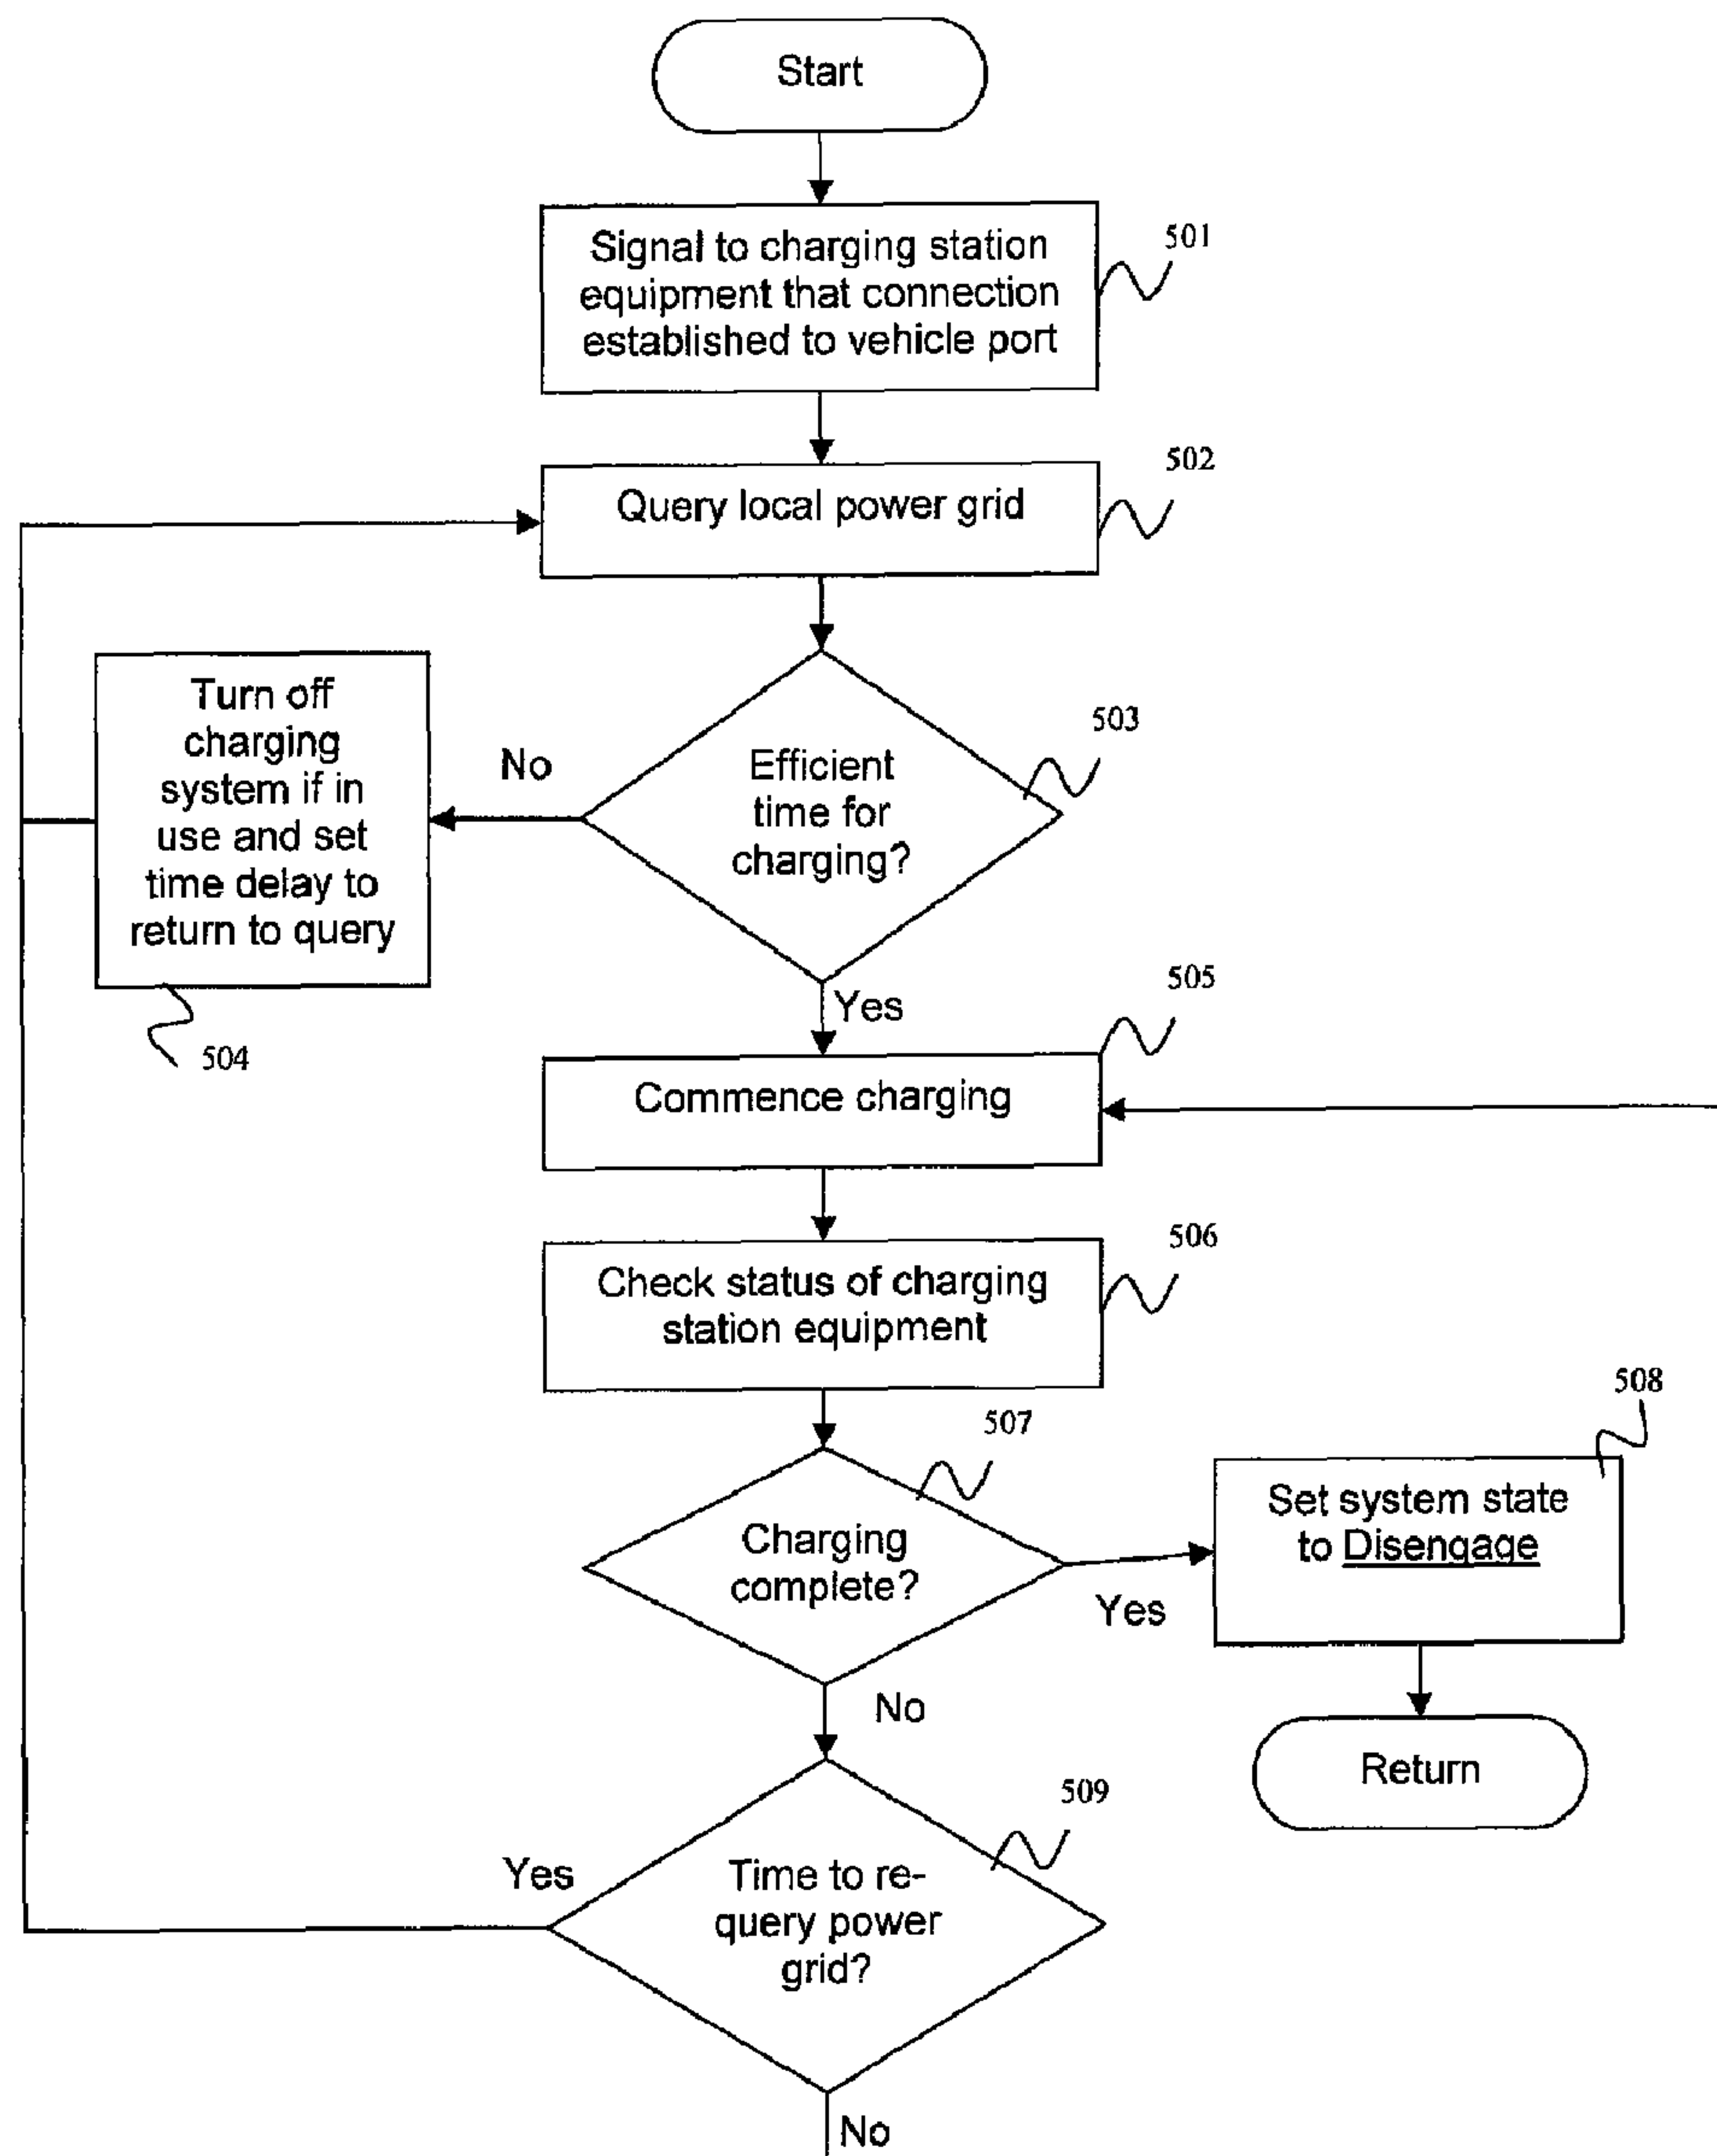 Start
Signal to charging station
equipment that connection
established to vehicle port
501
Query local power grid
502
Efficient
time for
charging?
503
No
Turn off
charging
system if in
use and set
time delay to
return to query
504
Yes
Commence charging
505
Check status of charging
station equipment
506
Charging
complete?
507
Yes
Set system state
to Disengage
508
Return
No
Time to re-
query power
grid?
509
Yes
No